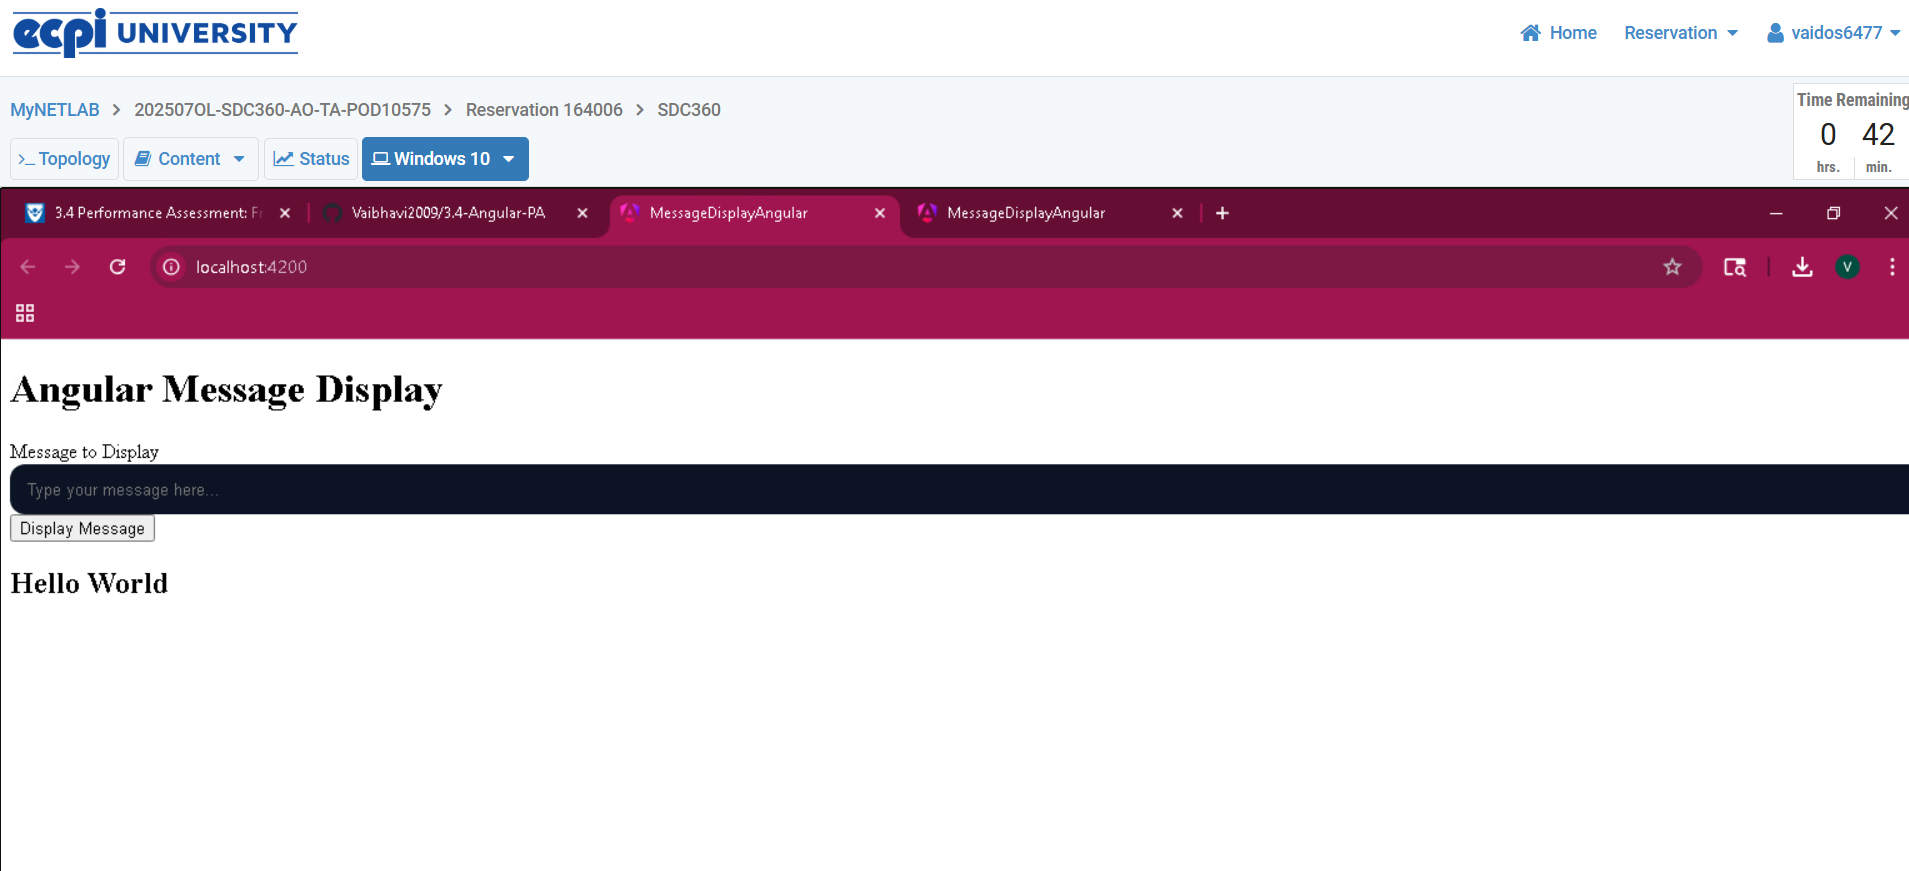 ecpi UNIVERSITY
Home Reservation vaidos6477
MyNETLAB > 202507OL-SDC360-AO-TA-POD10575 > Reservation 164006 > SDC360
Time Remaining
0 42
hrs. min.
>_ Topology Content Status Windows 10
3.4 Performance Assessment: Fr Vaibhavi2009/3.4-Angular-PA MessageDisplayAngular MessageDisplayAngular
localhost:4200
V
Angular Message Display
Message to Display
Type your message here...
Display Message
Hello World